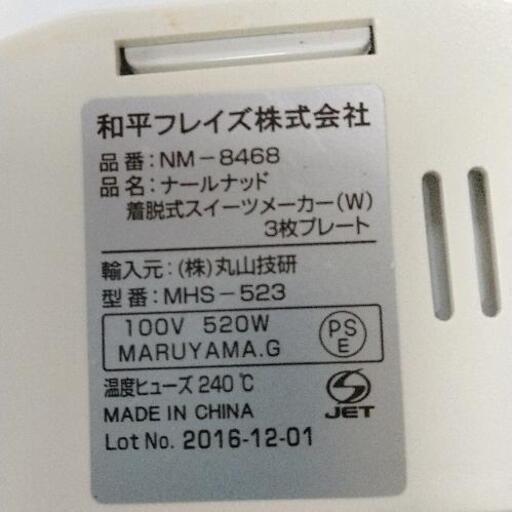 和平フレイズ株式会社
品番：NM－8468
品名：ナールナッド
着脱式スイーツメーカー(W)
3枚プレート
輸入元：(株)丸山技研
型番：MHS－523
100V 520W
MARUYAMA.G
PS
E
温度ヒューズ 240℃
MADE IN CHINA
JET
Lot No. 2016-12-01